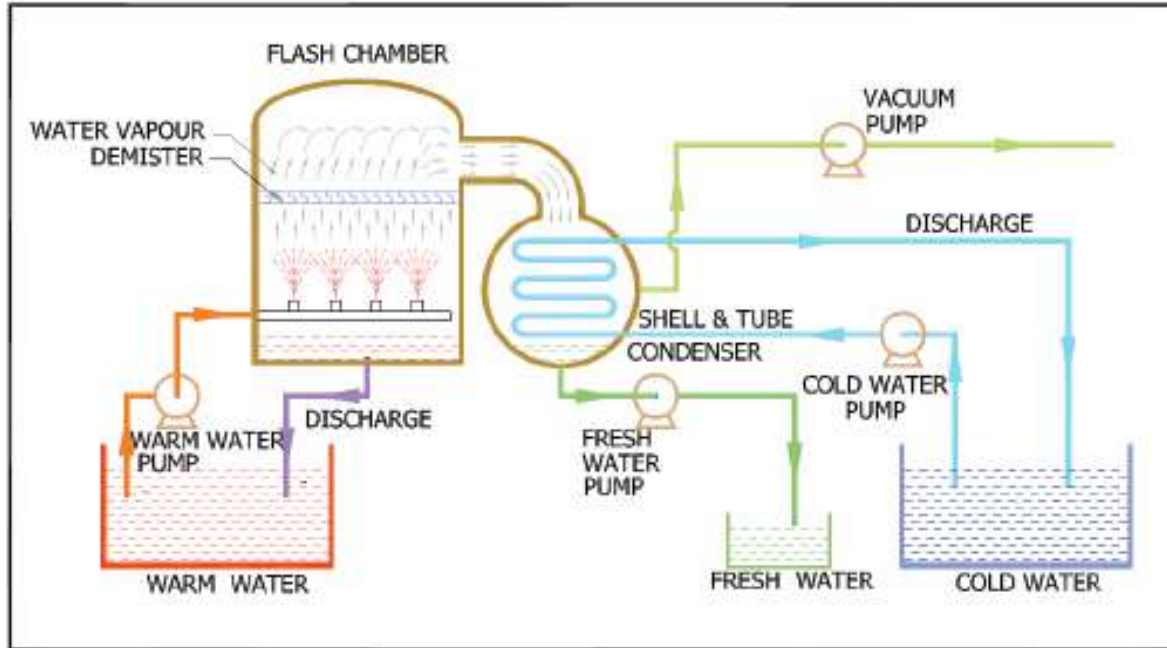 FLASH CHAMBER
WATER VAPOUR
DEMISTER
VACUUM
PUMP
DISCHARGE
SHELL & TUBE
CONDENSER
COLD WATER
PUMP
DISCHARGE
WARM WATER
PUMP
FRESH
WATER
PUMP
WARM WATER
FRESH WATER
COLD WATER